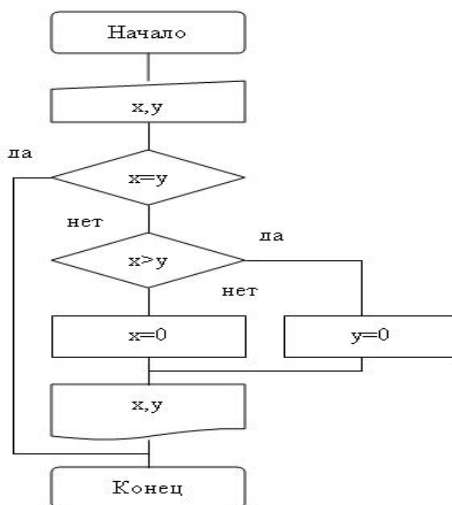 Начало
x,y
да
x=y
нет
да
x>y
нет
x=0
y=0
x,y
Конец